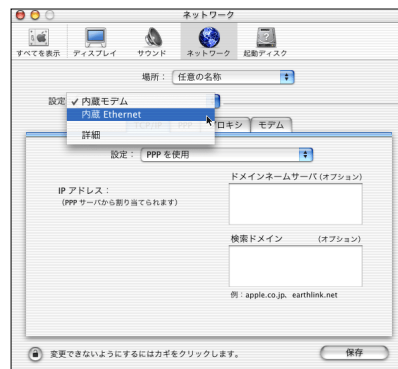 ネットワーク
すべてを表示 ディスプレイ サウンド ネットワーク 起動ディスク
場所： 任意の名称
設定 ✓ 内蔵モデム
内蔵 Ethernet
詳細
TCP/IP PPP プロキシ モデム
設定： PPP を使用
ドメインネームサーバ (オプション)
IP アドレス：
(PPP サーバから割り当てられます)
検索ドメイン (オプション)
例：apple.co.jp、earthlink.net
変更できないようにするにはカギをクリックします。 保存